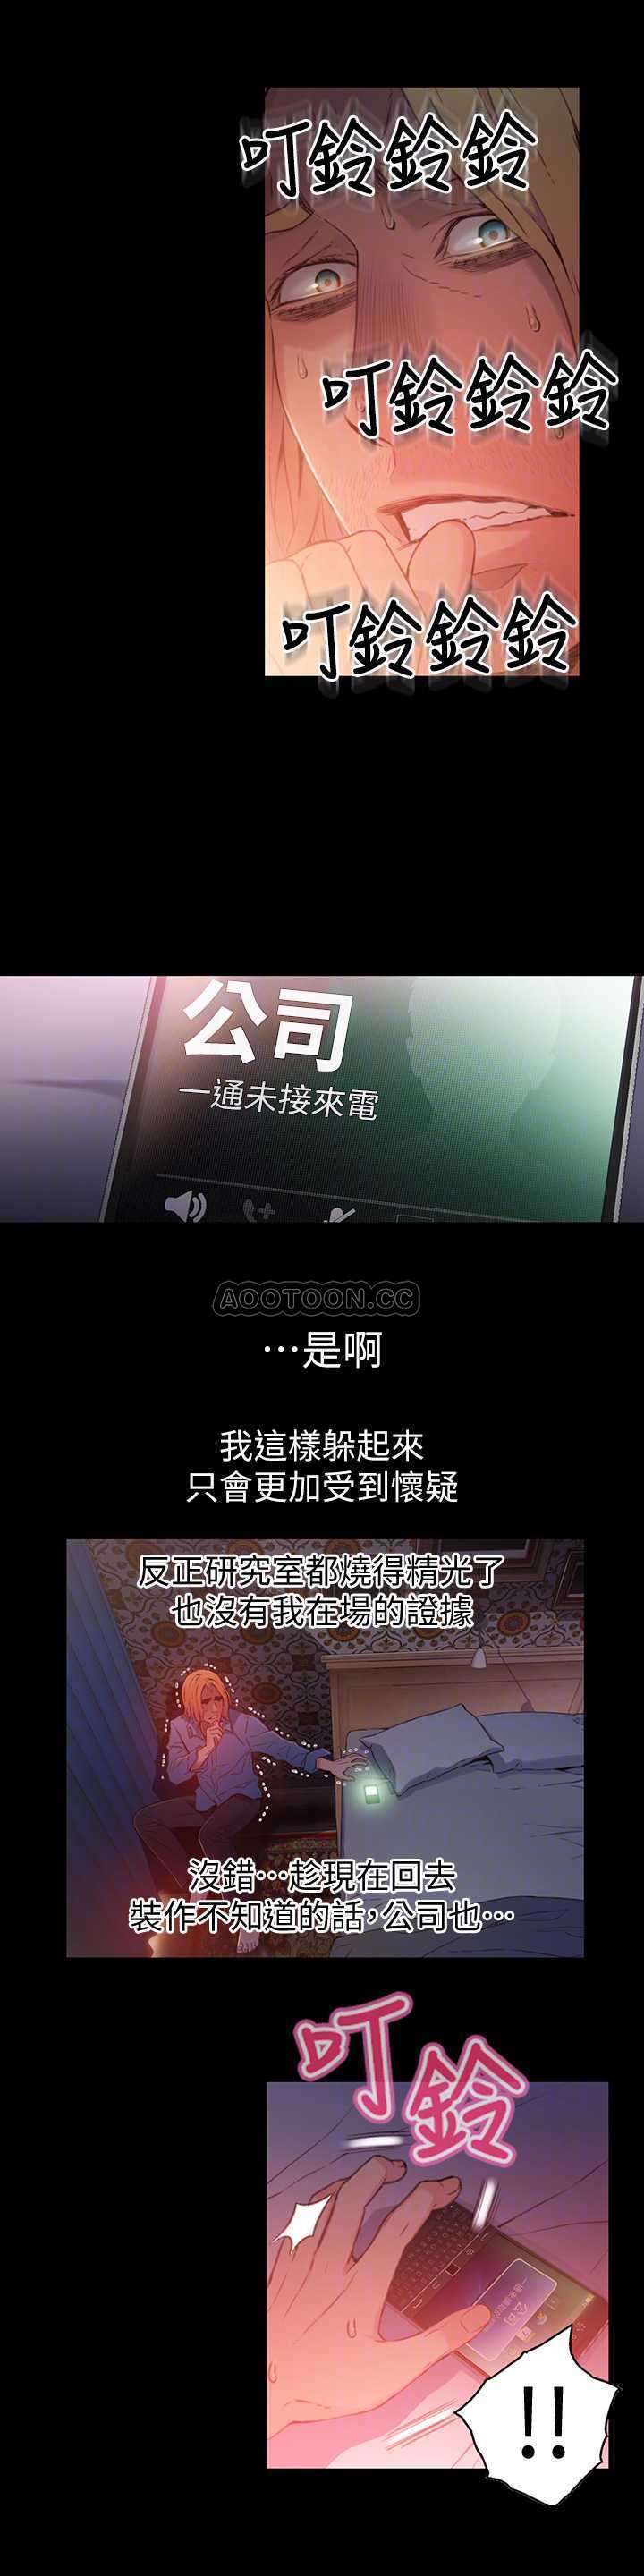 叮鈴鈴鈴
叮鈴鈴鈴
叮鈴鈴鈴
公司
一通未接來電
AOOTOON.CC
…是啊
我這樣躲起來
只會更加受到懷疑
反正研究室都燒得精光了
也沒有我在場的證據
沒錯…趁現在回去
裝作不知道的話，公司也…
叮鈴
公司
!!